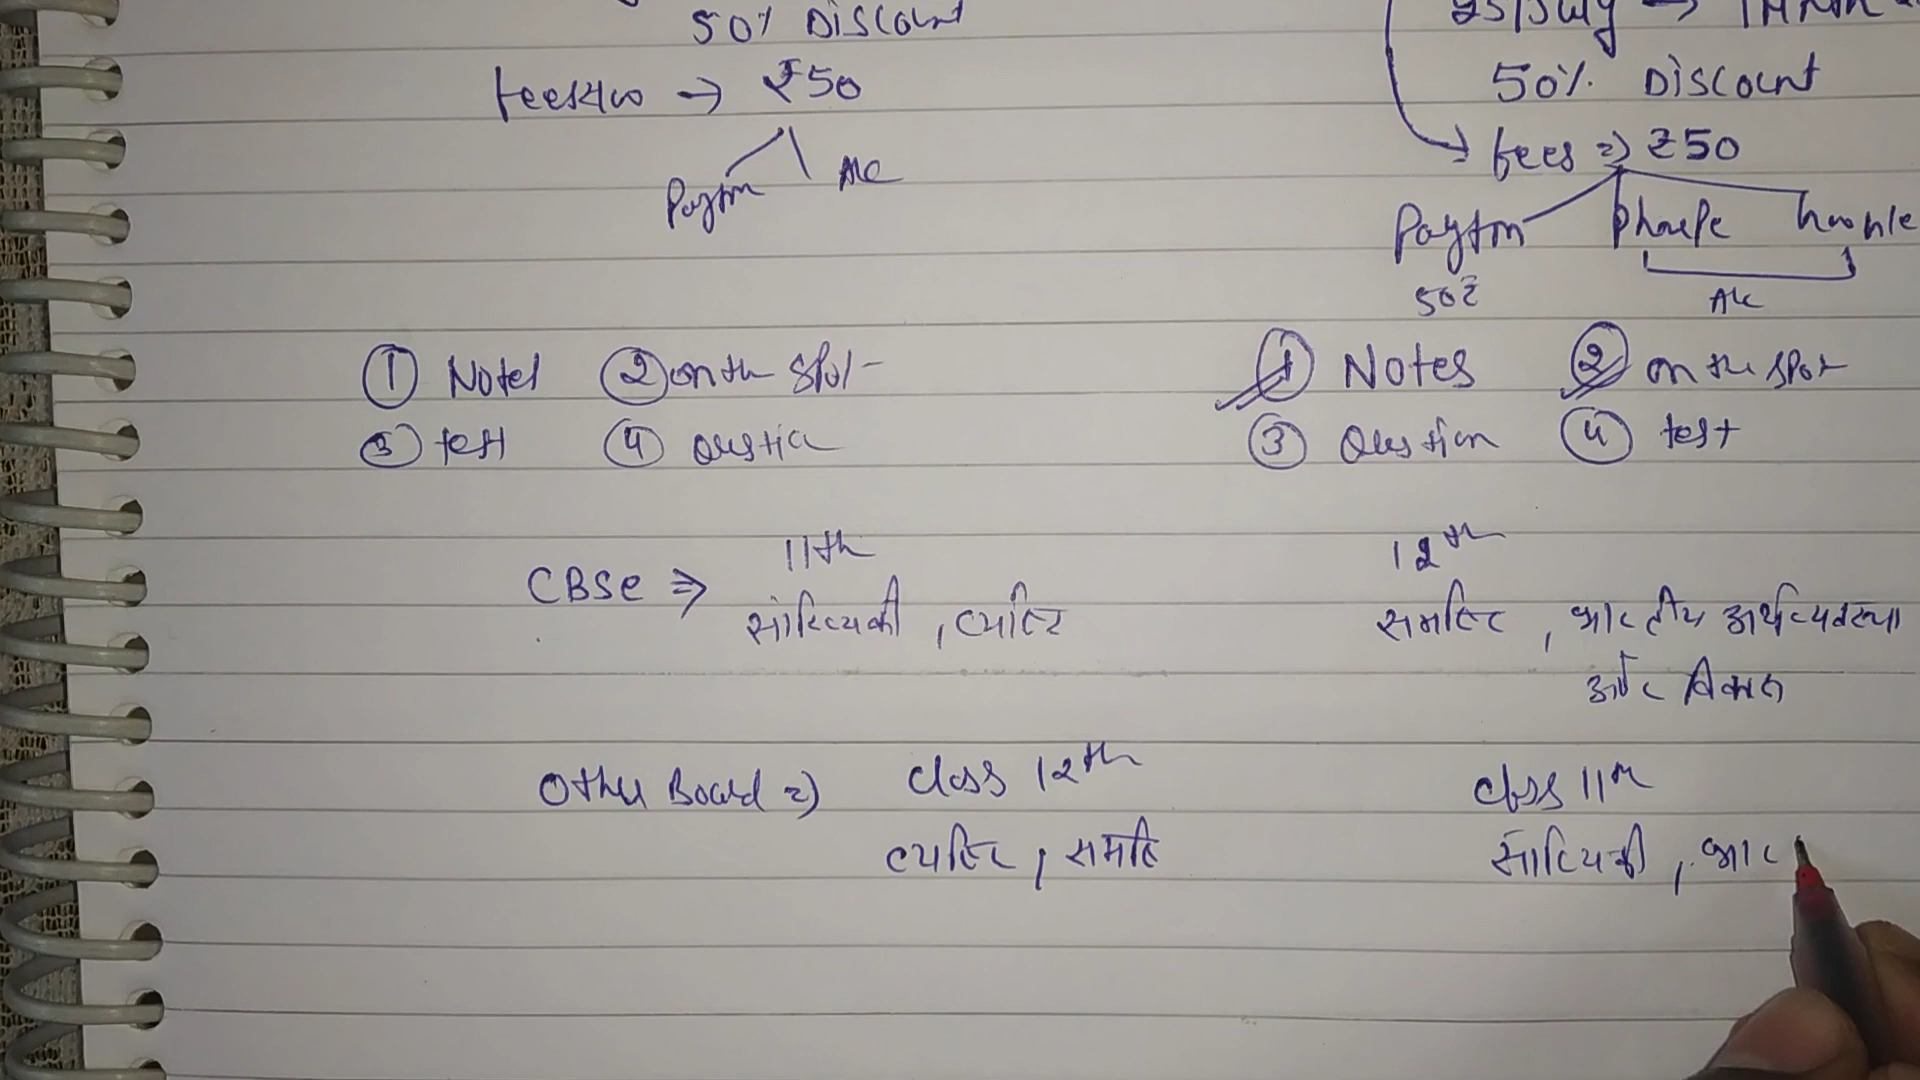 50% Discount
25/July →
50% Discount
fees → ₹50
fees ⇒ ₹50
Paytm A/c
Paytm PhonePe
50₹ A/c
① Notes ② on the spot
① Notes ② on the spot
③ test ④ Question
③ Question ④ test
11th 12th
CBSE ⇒ सांख्यिकी , व्यष्टि
समष्टि , भारतीय अर्थव्यवस्था
और विकास
Other Board ⇒ Class 12th Class 11th
व्यष्टि , समष्टि सांख्यिकी , भार